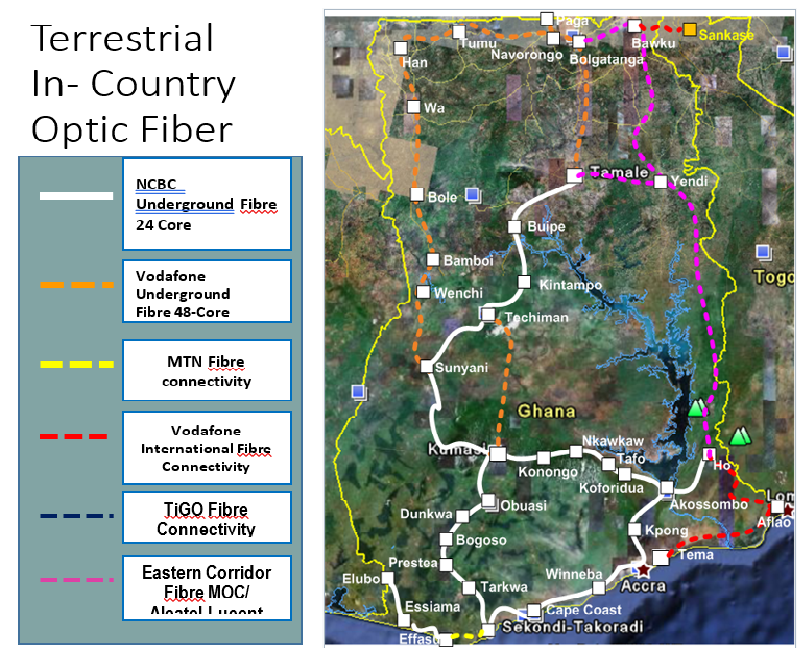 Terrestrial
In- Country
Optic Fiber
NCBC
Underground Fibre
24 Core
Vodafone
Underground
Fibre 48-Core
MTN Fibre
connectivity
Vodafone
International Fibre
Connectivity
TiGO Fibre
Connectivity
Eastern Corridor
Fibre MOC/
Alcatel Lucent
Paga
Tumu
Navorongo
Bawku
Sankase
Han
Bolgatanga
Wa
Tamale
Yendi
Bole
Buipe
Bamboi
Togo
Kintampo
Wenchi
Techiman
Sunyani
Ghana
Nkawkaw
Kumasi
Tafo
Konongo
Ho
Koforidua
Lom
Obuasi
Akossombo
Dunkwa
Aflao
Kpong
Bogoso
Tema
Prestea
Winneba
Elubo
Accra
Tarkwa
Essiama
Cape Coast
Sekondi-Takoradi
Effasu